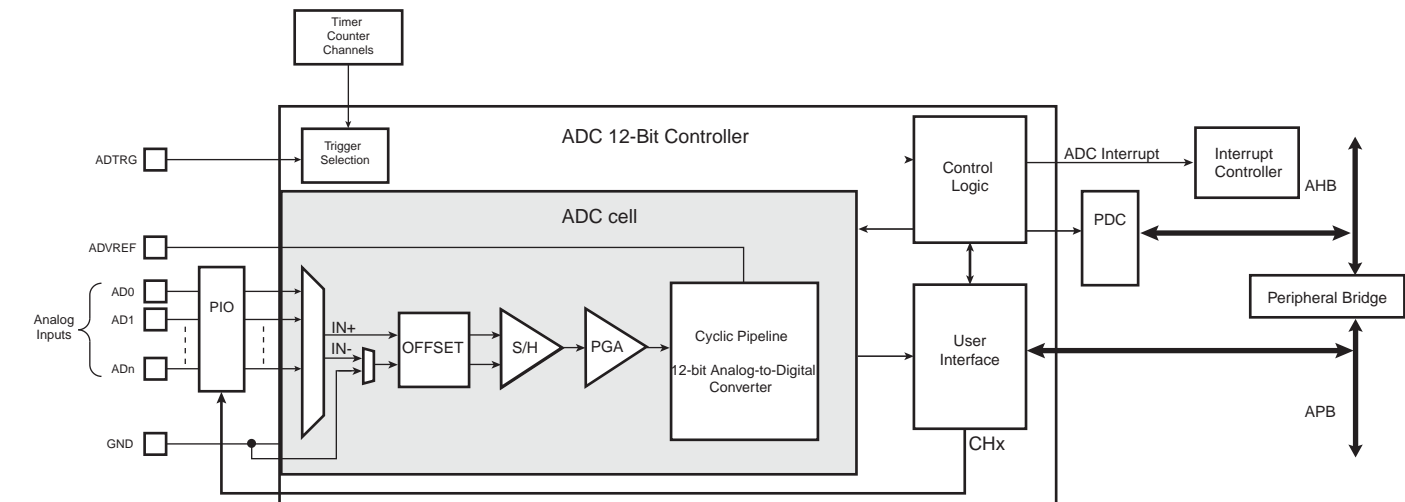 Timer
Counter
Channels
ADC 12-Bit Controller
Trigger
Selection
ADTRG
Control
Logic
ADC Interrupt
Interrupt
Controller
AHB
PDC
ADC cell
ADVREF
Analog
Inputs
AD0
AD1
ADn
PIO
IN+
IN-
OFFSET
S/H
PGA
Cyclic Pipeline
12-bit Analog-to-Digital
Converter
User
Interface
Peripheral Bridge
APB
GND
CHx